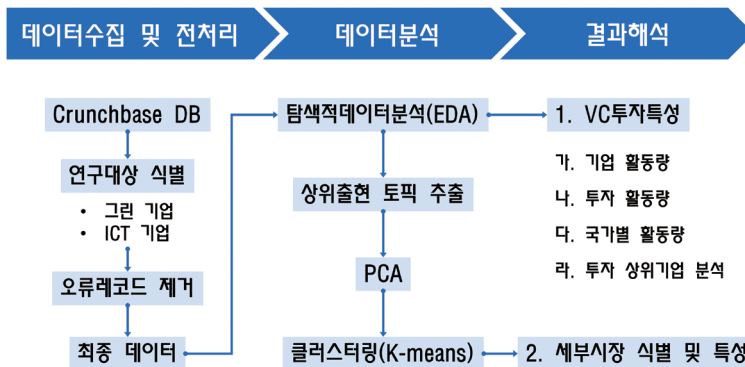 데이터수집 및 전처리
데이터분석
결과해석
Crunchbase DB
연구대상 식별
• 그린 기업
• ICT 기업
오류레코드 제거
최종 데이터
탐색적데이터분석(EDA)
상위출현 토픽 추출
PCA
클러스터링(K-means)
1. VC투자특성
가. 기업 활동량
나. 투자 활동량
다. 국가별 활동량
라. 투자 상위기업 분석
2. 세부시장 식별 및 특성